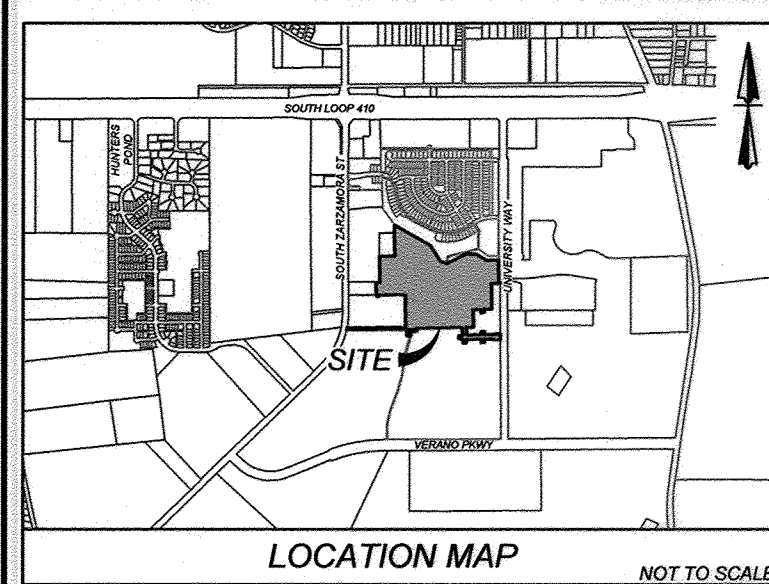 SOUTH LOOP 410
HUNTERS
POND
SOUTH ZARZAMORA ST
UNIVERSITY WAY
SITE
VERANO PKWY
LOCATION MAP
NOT TO SCALE